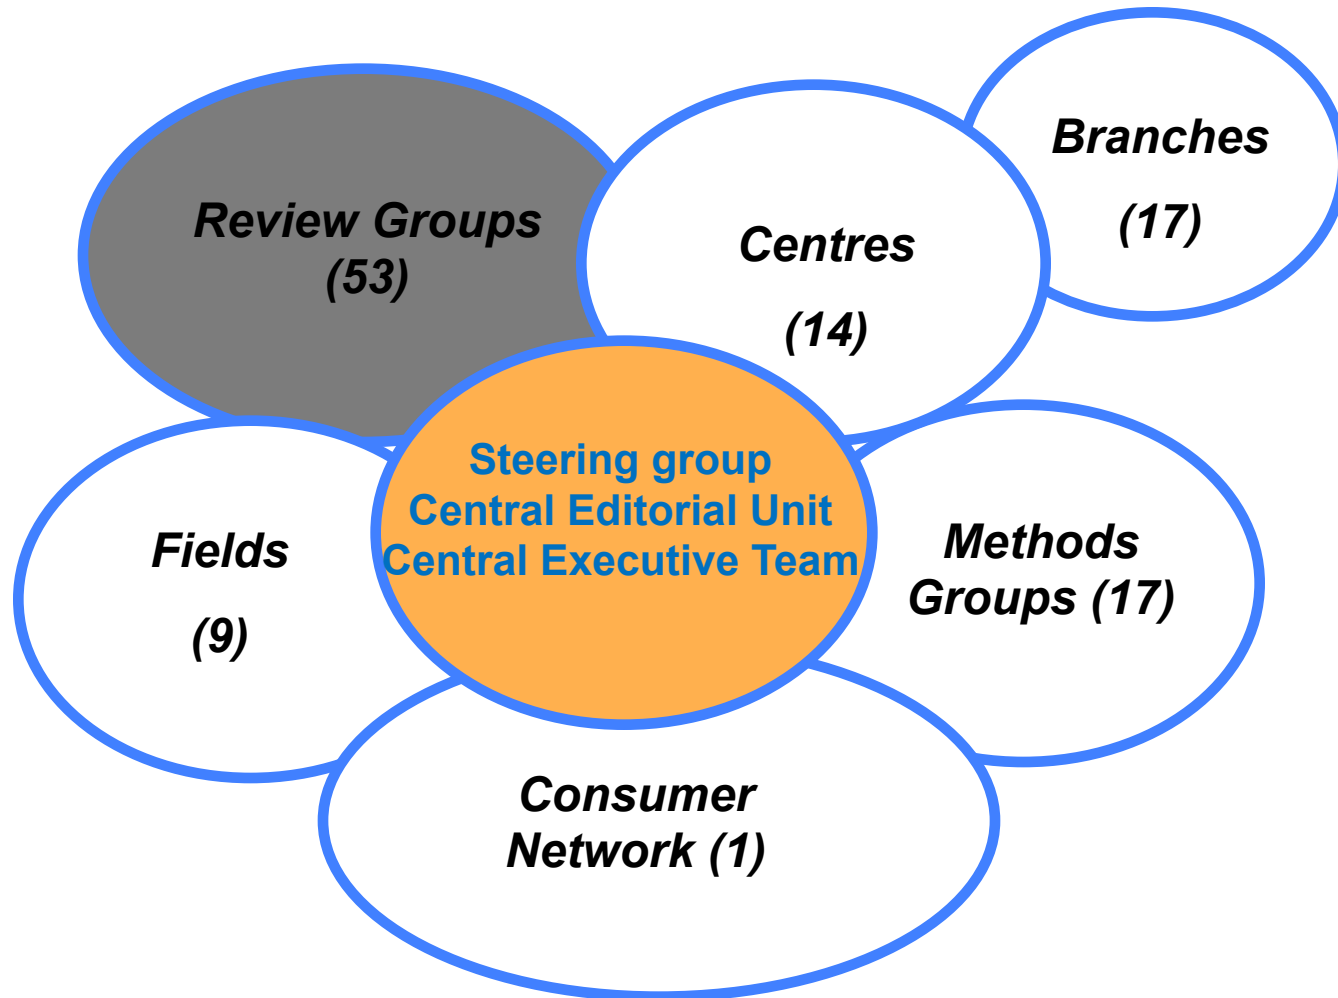 Branches
(17)
Review Groups
(53)
Centres
(14)
Steering group
Central Editorial Unit
Central Executive Team
Fields
(9)
Methods
Groups (17)
Consumer
Network (1)